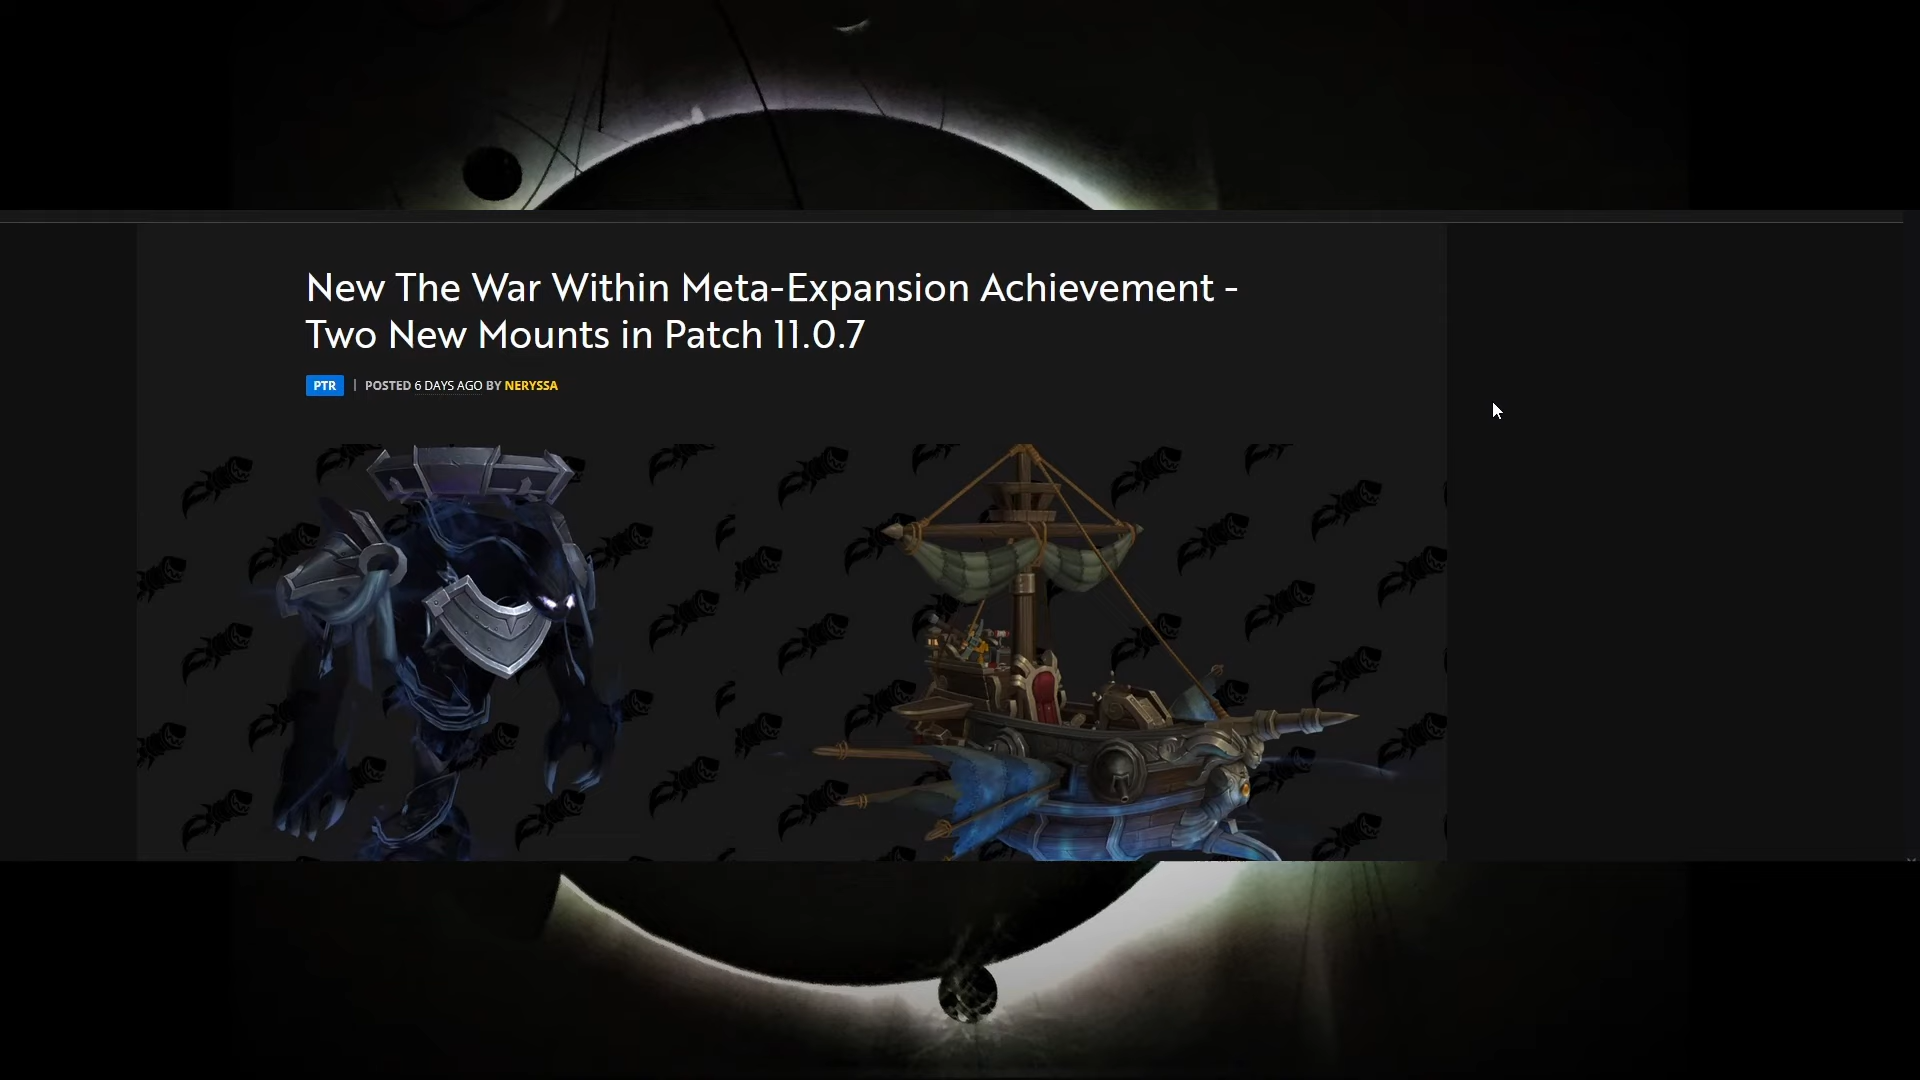 New The War Within Meta-Expansion Achievement -
Two New Mounts in Patch 11.0.7
PTR | POSTED 6 DAYS AGO BY NERYSSA